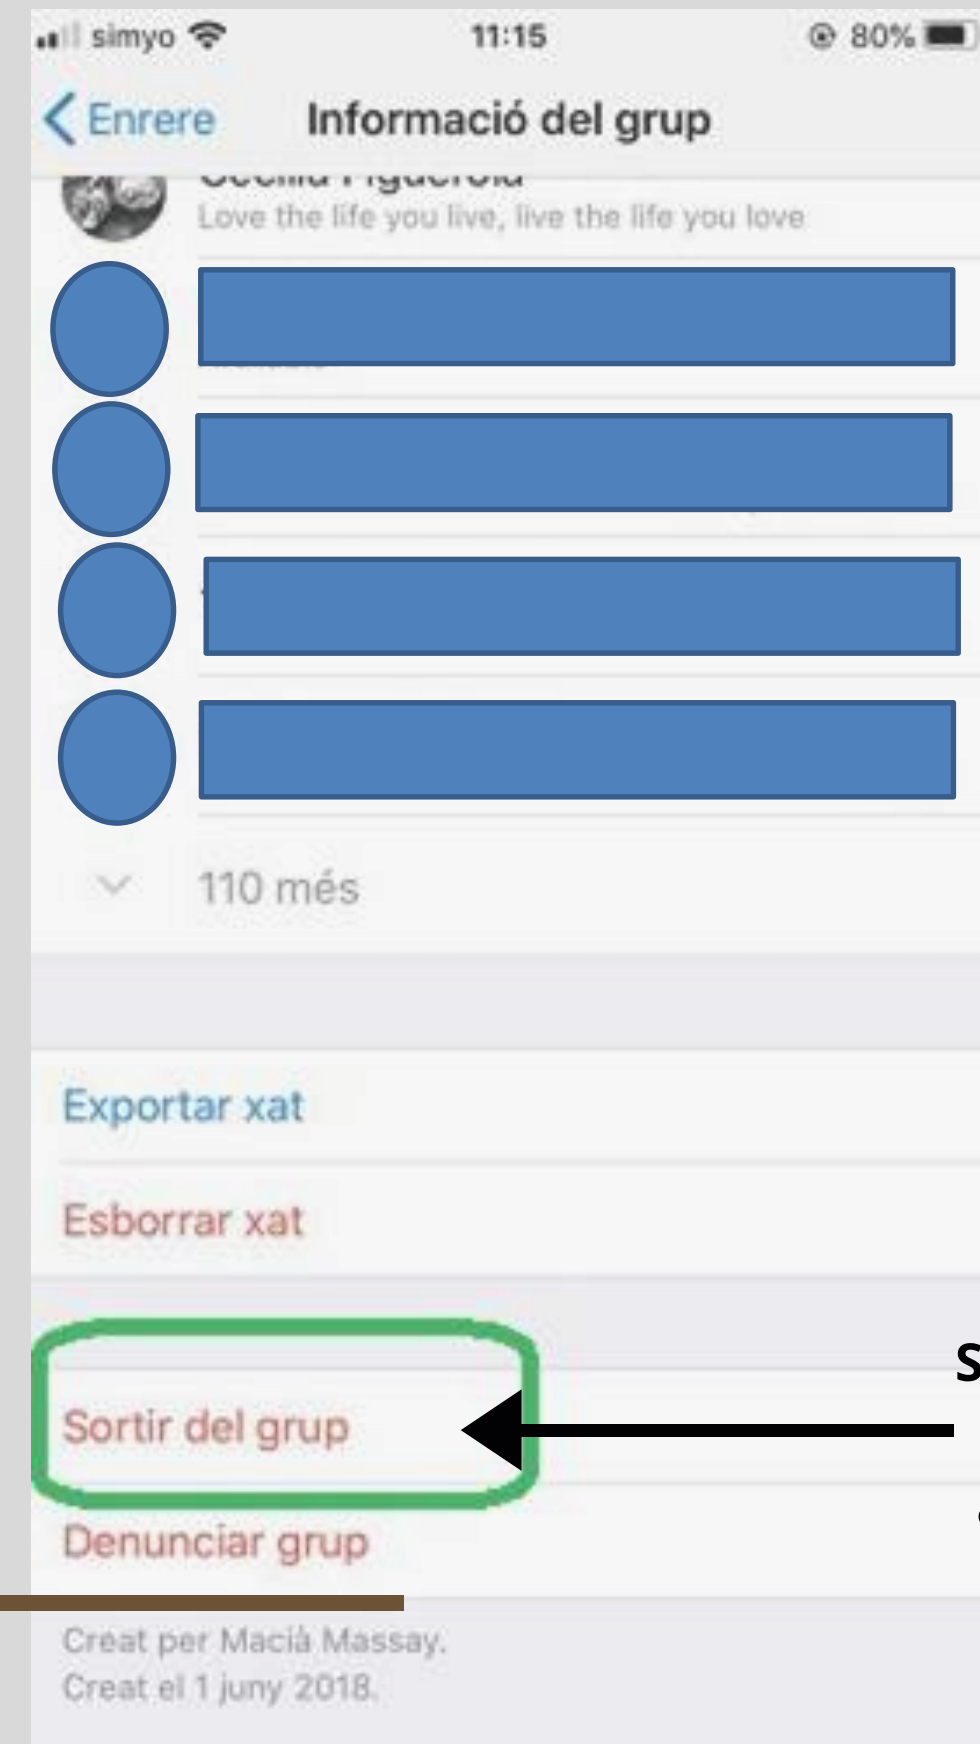 simyo 11:15 80%
Enrere Informació del grup
Love the life you live, live the life you love
110 més
Exportar xat
Esborrar xat
S
Sortir del grup
Denunciar grup
Creat per Macià Massay.
Creat el 1 juny 2018.